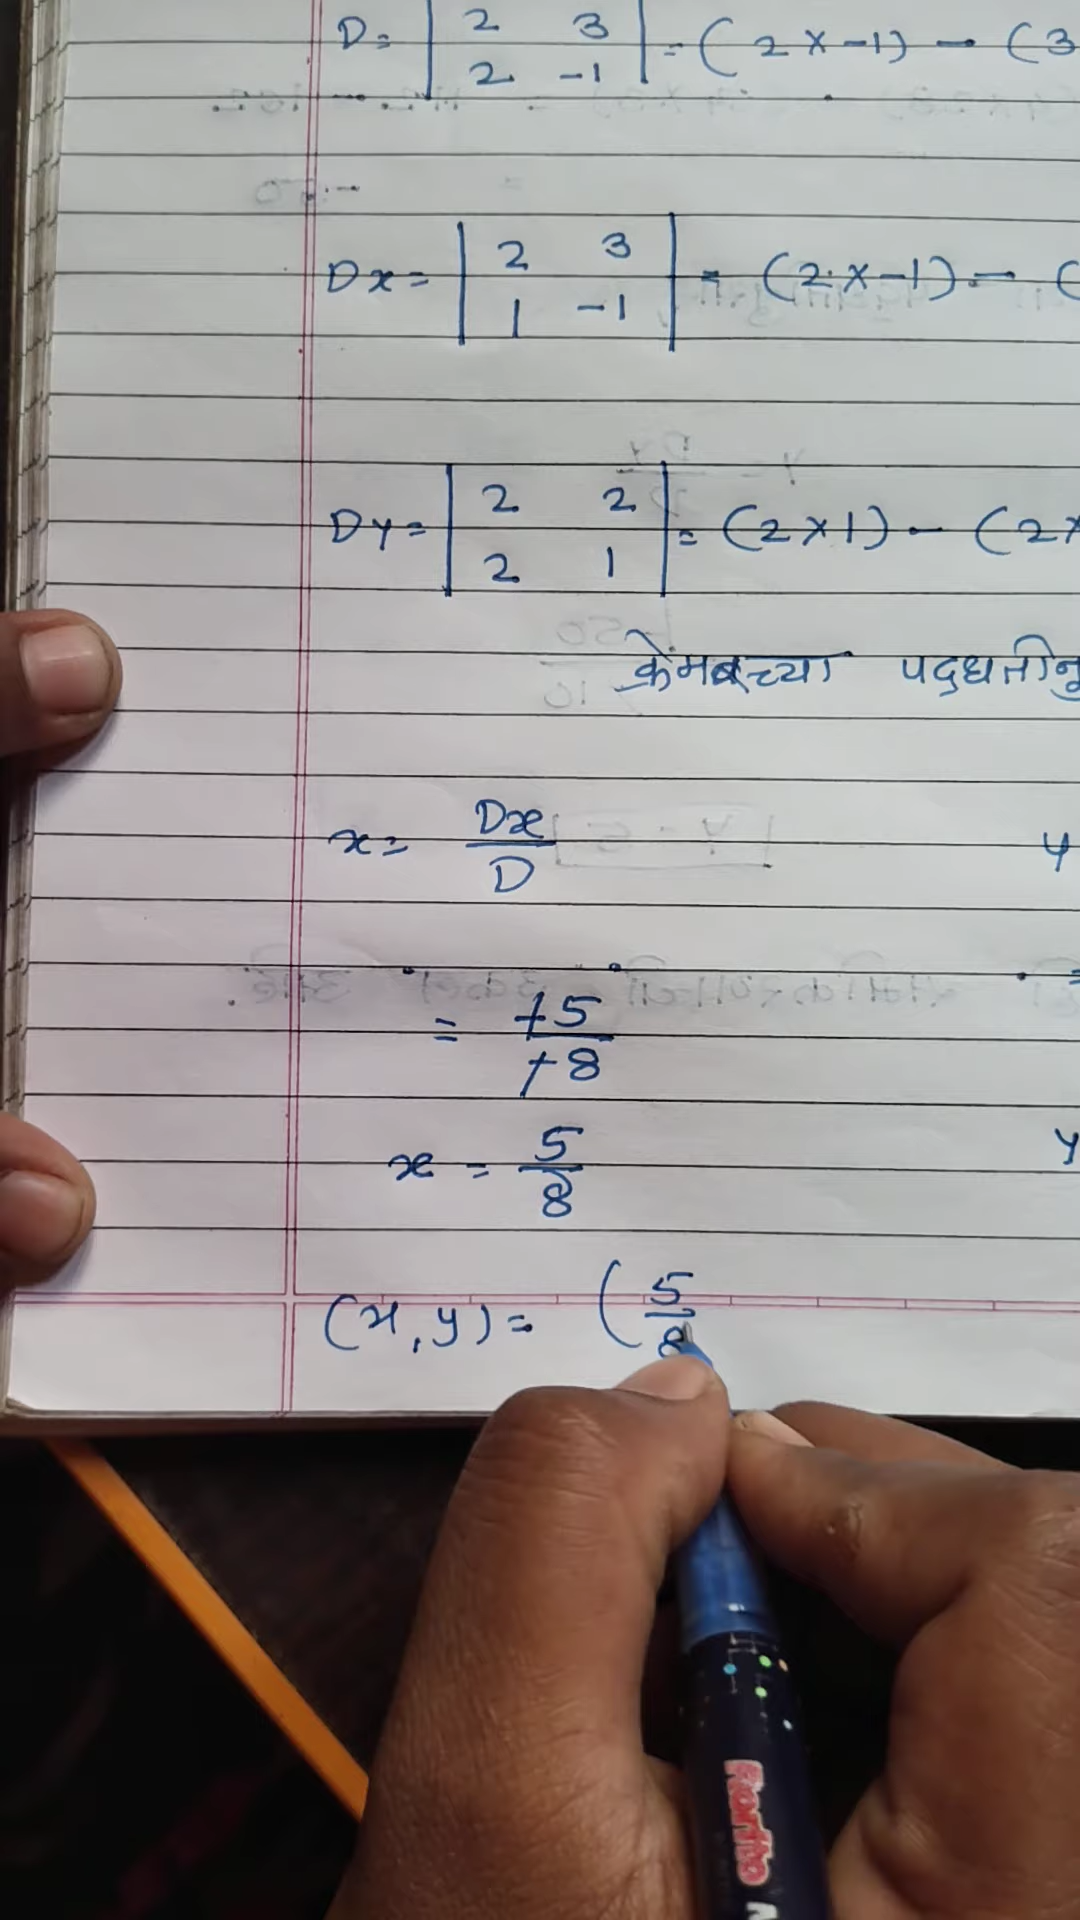 D= | 2 3 | = (2 x -1) - (3
2 -1
Dx= | 2 3 | = (2 x -1) - (
1 -1
Dy= | 2 2 | = (2 x 1) - (2x
2 1
क्रेमरच्या पद्धतीनु
x= Dx y
D
= -5 =
-8
x = 5 y
8
(x, y) = ( 5
8